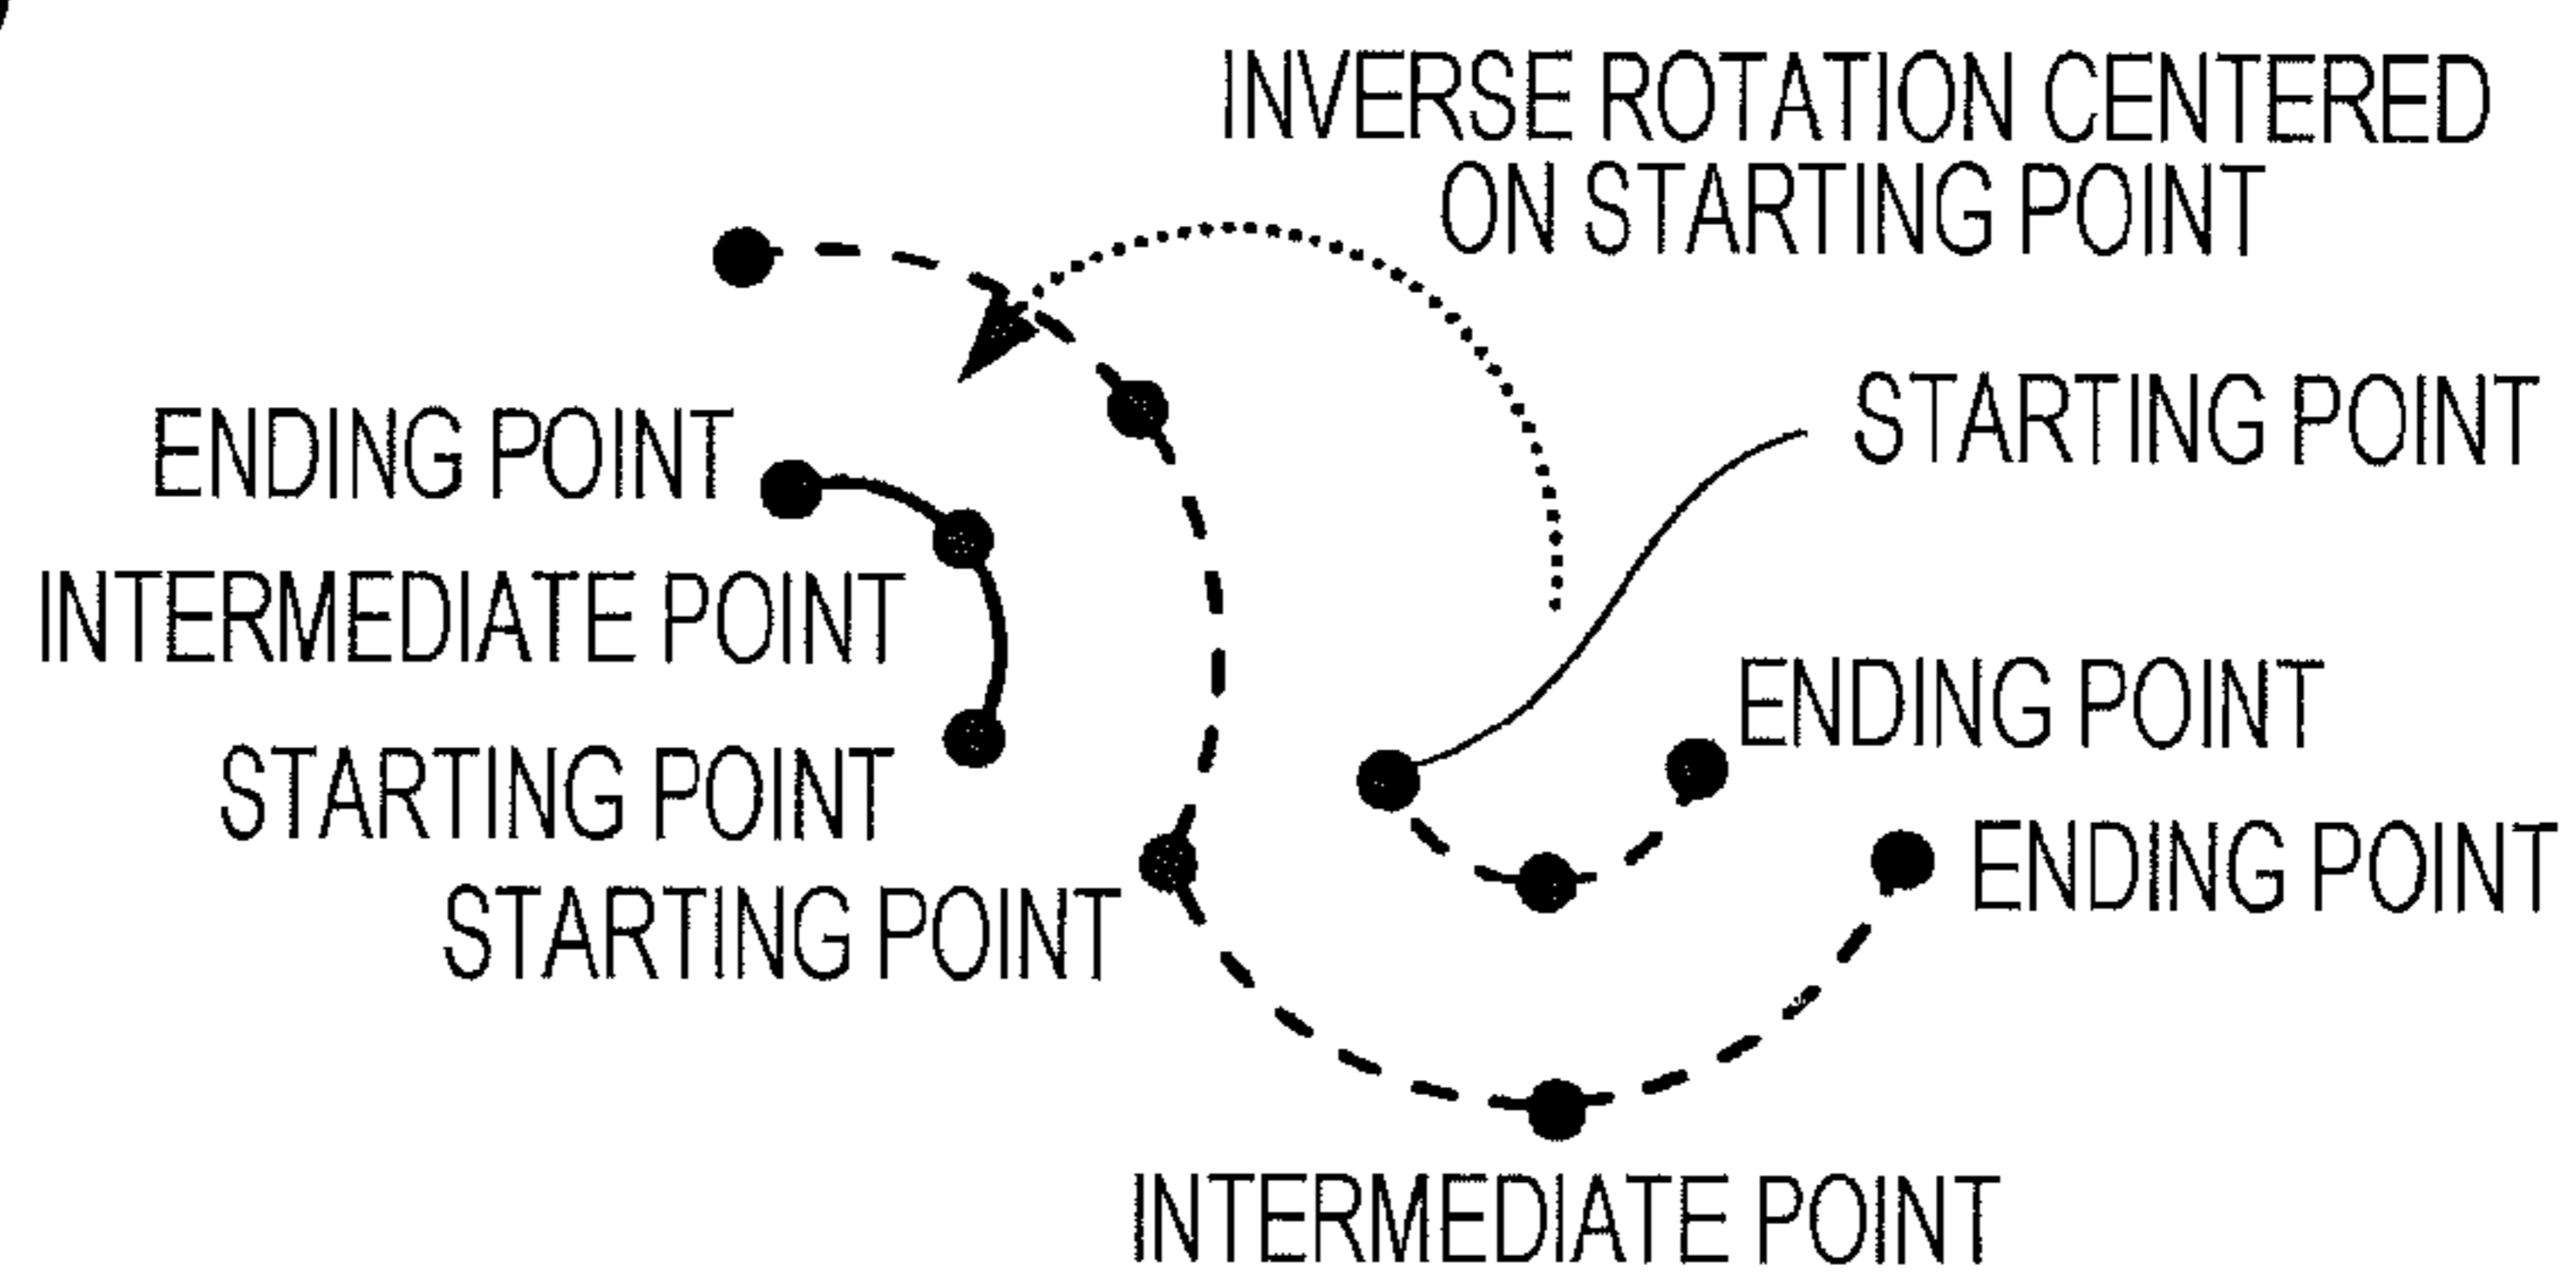 INVERSE ROTATION CENTERED
ON STARTING POINT
STARTING POINT
ENDING POINT
INTERMEDIATE POINT
STARTING POINT
STARTING POINT
ENDING POINT
ENDING POINT
INTERMEDIATE POINT